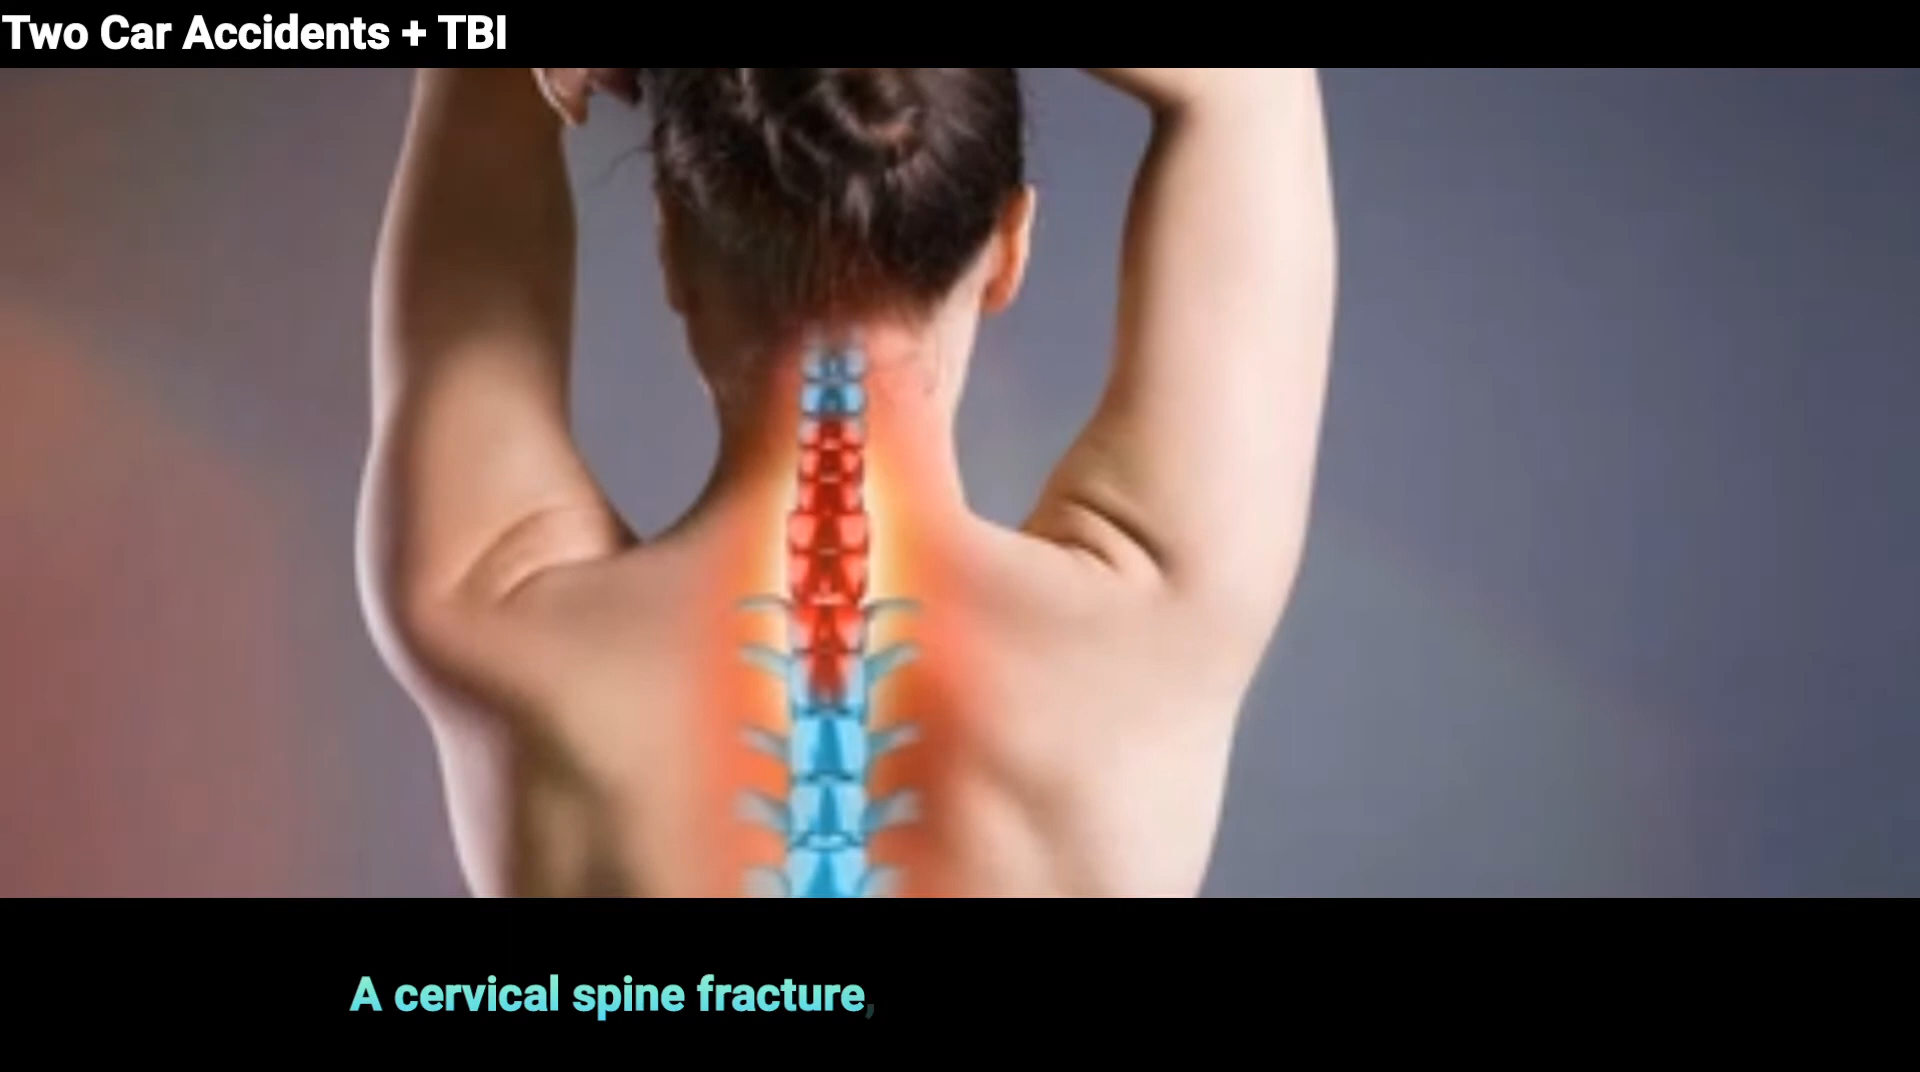 Two Car Accidents + TBI
A cervical spine fracture,